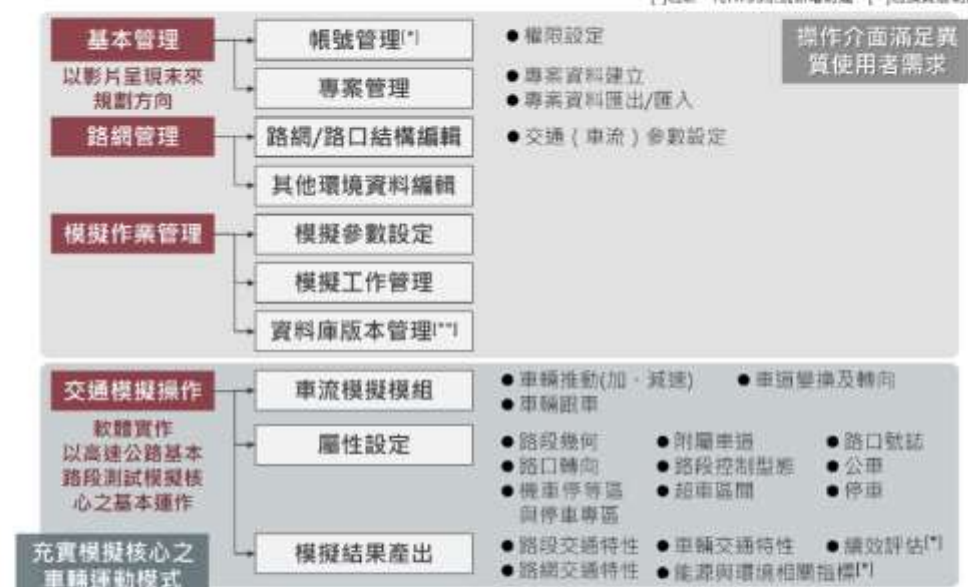 基本管理
以影片呈現未來
規劃方向
帳號管理[*]
●權限設定
操作介面滿足異
質使用者需求
專案管理
●專案資料建立
●專案資料匯出/匯入
路網管理
路網/路口結構編輯
●交通(車流)參數設定
其他環境資料編輯
模擬作業管理
模擬參數設定
模擬工作管理
資料庫版本管理[**]
交通模擬操作
軟體實作
以高速公路基本
路段測試模擬核
心之基本運作
車流模擬模組
●車輛推動(加、減速) ●車道變換及轉向
●車輛跟車
屬性設定
●路段幾何 ●附屬車道 ●路口號誌
●路口轉向 ●路段控制型態 ●公車
●機車停等區 ●超車區間 ●停車
與停車專區
充實模擬核心之
車輛運動模式
模擬結果產出
●路段交通特性 ●車輛交通特性 ●績效評估[*]
●路網交通特性 ●能源與環境相關指標[*]